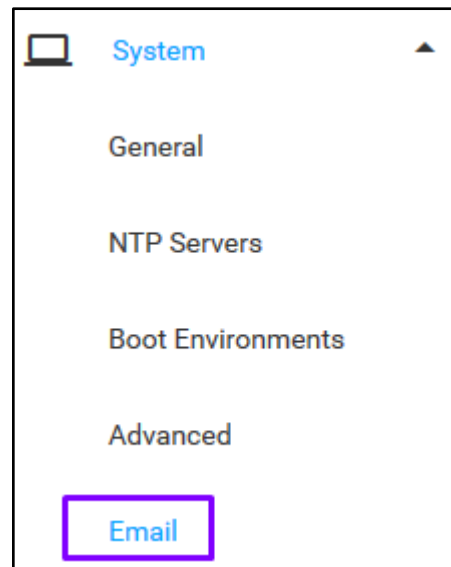 System
General
NTP Servers
Boot Environments
Advanced
Email